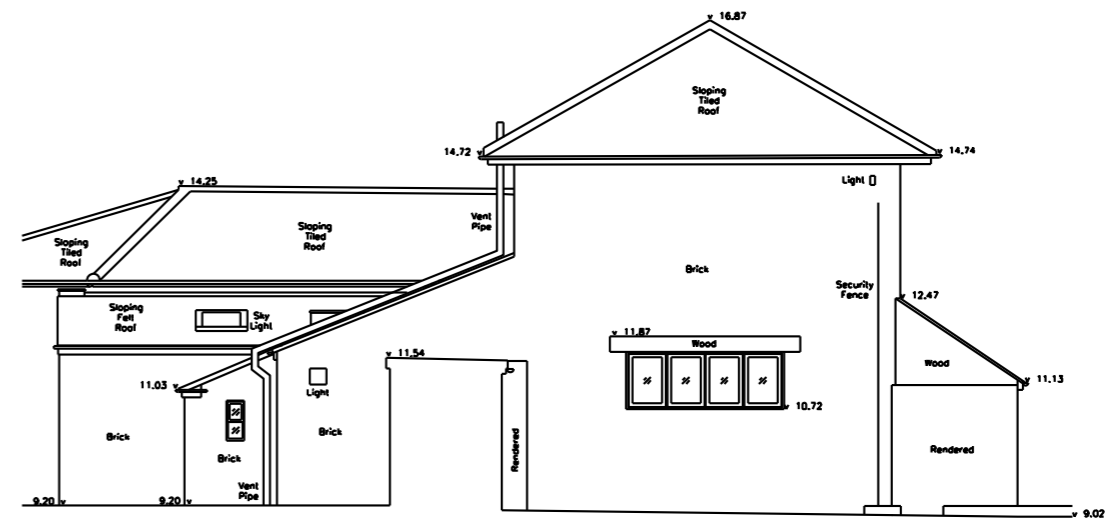 16.87
Sloping
Tiled
Roof
14.72
14.74
14.25
Light
Vent
Pipe
Sloping
Tiled
Roof
Sloping
Tiled
Roof
Brick
Security
Fence
12.47
Sloping
Felt
Roof
Sky
Light
11.87
Wood
11.54
Wood
11.03
11.13
Light
10.72
Brick
Brick
Brick
Rendered
Rendered
Vent
Pipe
9.20
9.20
9.02